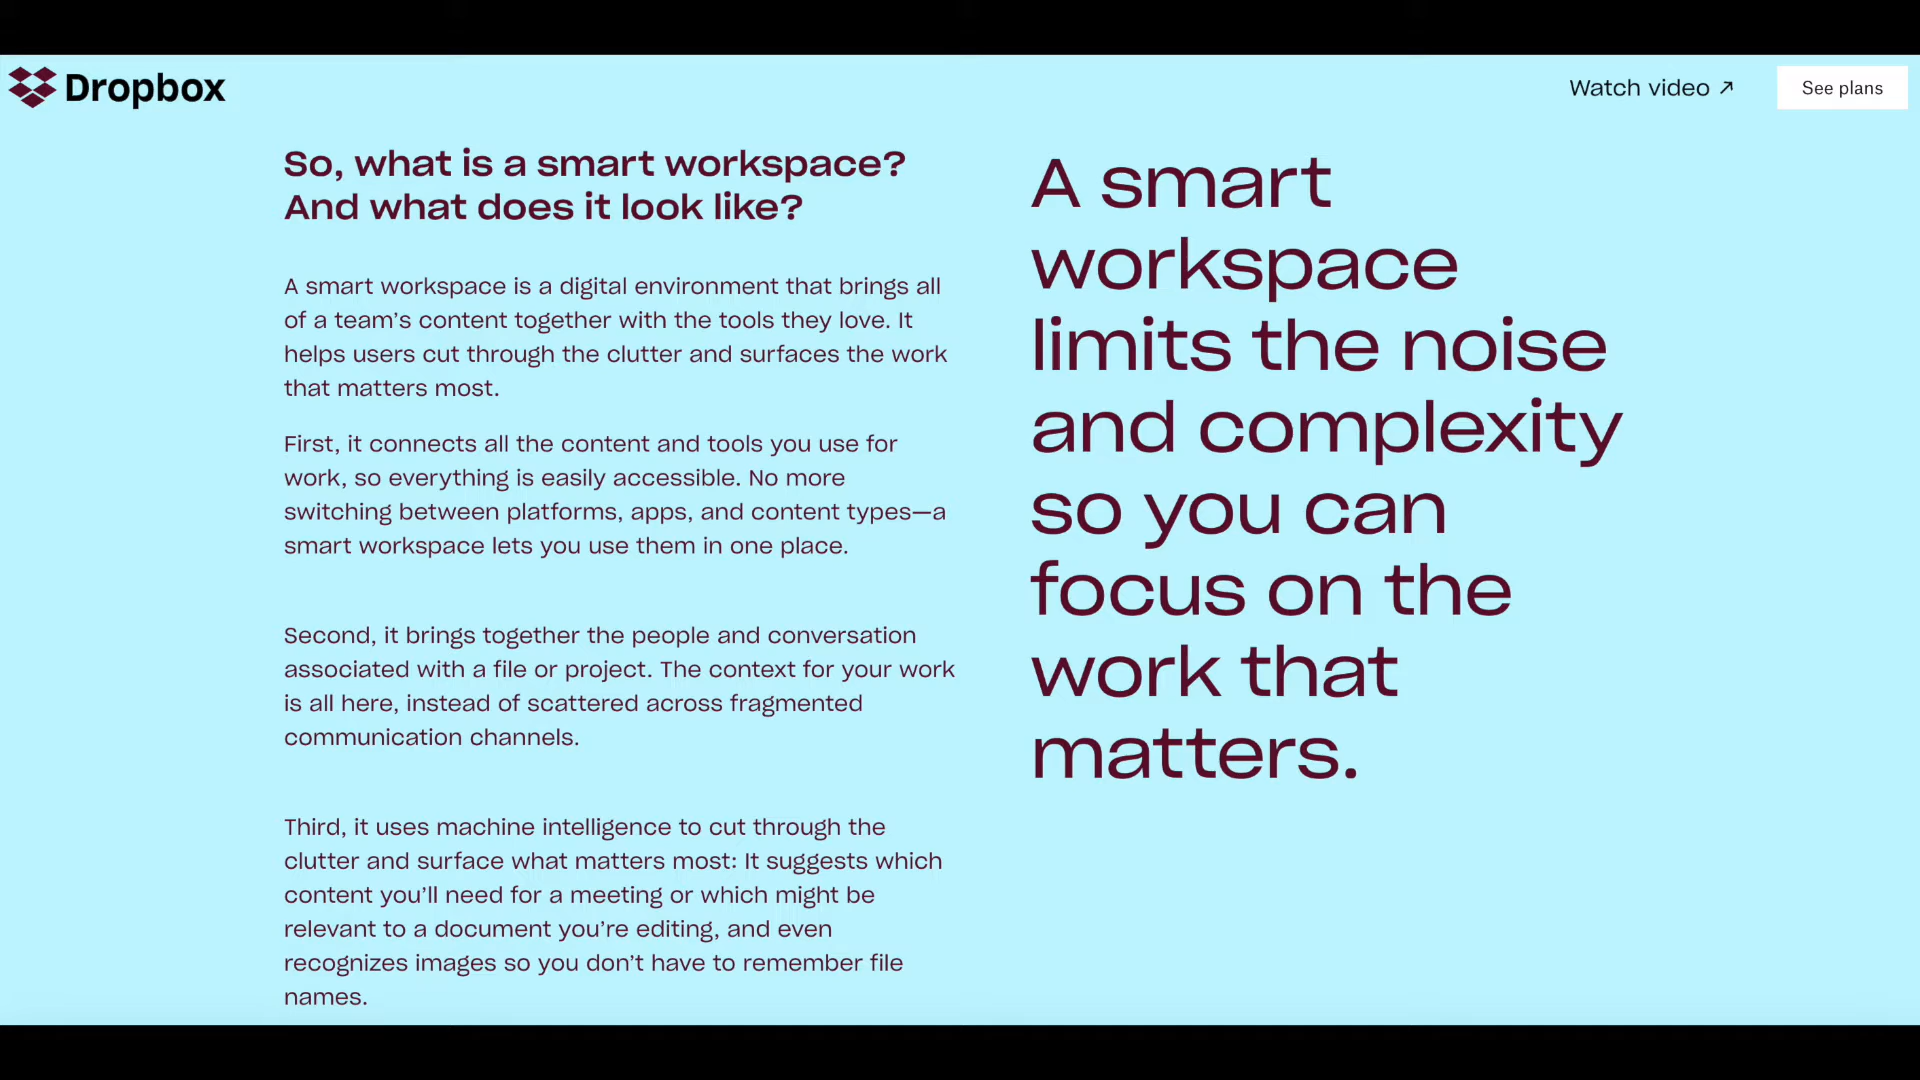 Dropbox
Watch video ↗
See plans
So, what is a smart workspace?
And what does it look like?
A smart workspace is a digital environment that brings all
of a team’s content together with the tools they love. It
helps users cut through the clutter and surfaces the work
that matters most.
First, it connects all the content and tools you use for
work, so everything is easily accessible. No more
switching between platforms, apps, and content types—a
smart workspace lets you use them in one place.
Second, it brings together the people and conversation
associated with a file or project. The context for your work
is all here, instead of scattered across fragmented
communication channels.
Third, it uses machine intelligence to cut through the
clutter and surface what matters most: It suggests which
content you’ll need for a meeting or which might be
relevant to a document you’re editing, and even
recognizes images so you don’t have to remember file
names.
A smart
workspace
limits the noise
and complexity
so you can
focus on the
work that
matters.